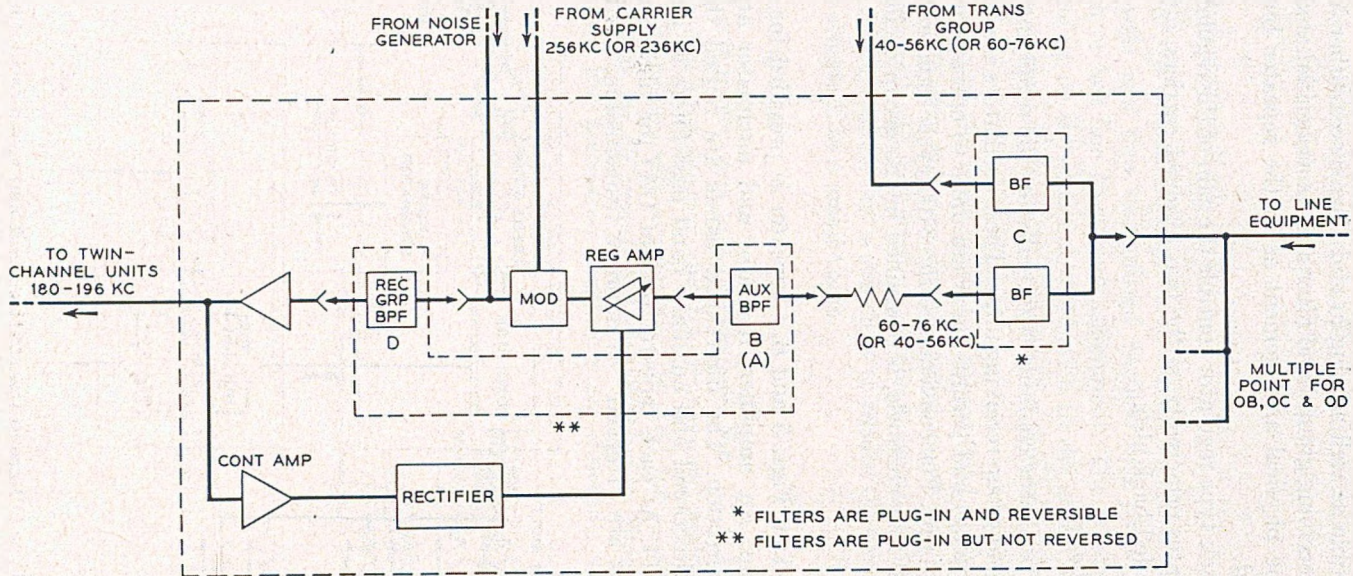 FROM NOISE
GENERATOR
FROM CARRIER
SUPPLY
256KC (OR 236KC)
FROM TRANS
GROUP
40-56KC (OR 60-76KC)
BF
C
BF
*
TO LINE
EQUIPMENT
TO TWIN-
CHANNEL UNITS
180-196 KC
REC
GRP
BPF
D
MOD
REG AMP
AUX
BPF
B
(A)
60-76 KC
(OR 40-56KC)
MULTIPLE
POINT FOR
OB, OC & OD
**
CONT AMP
RECTIFIER
* FILTERS ARE PLUG-IN AND REVERSIBLE
** FILTERS ARE PLUG-IN BUT NOT REVERSED